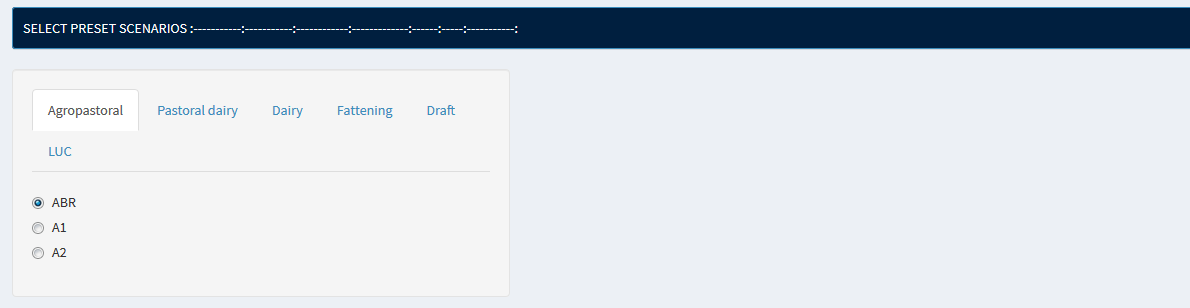 SELECT PRESET SCENARIOS :-----------:-----------:------------:-------------:------:-----:-----------:
Agropastoral Pastoral dairy Dairy Fattening Draft
LUC
ABR
A1
A2